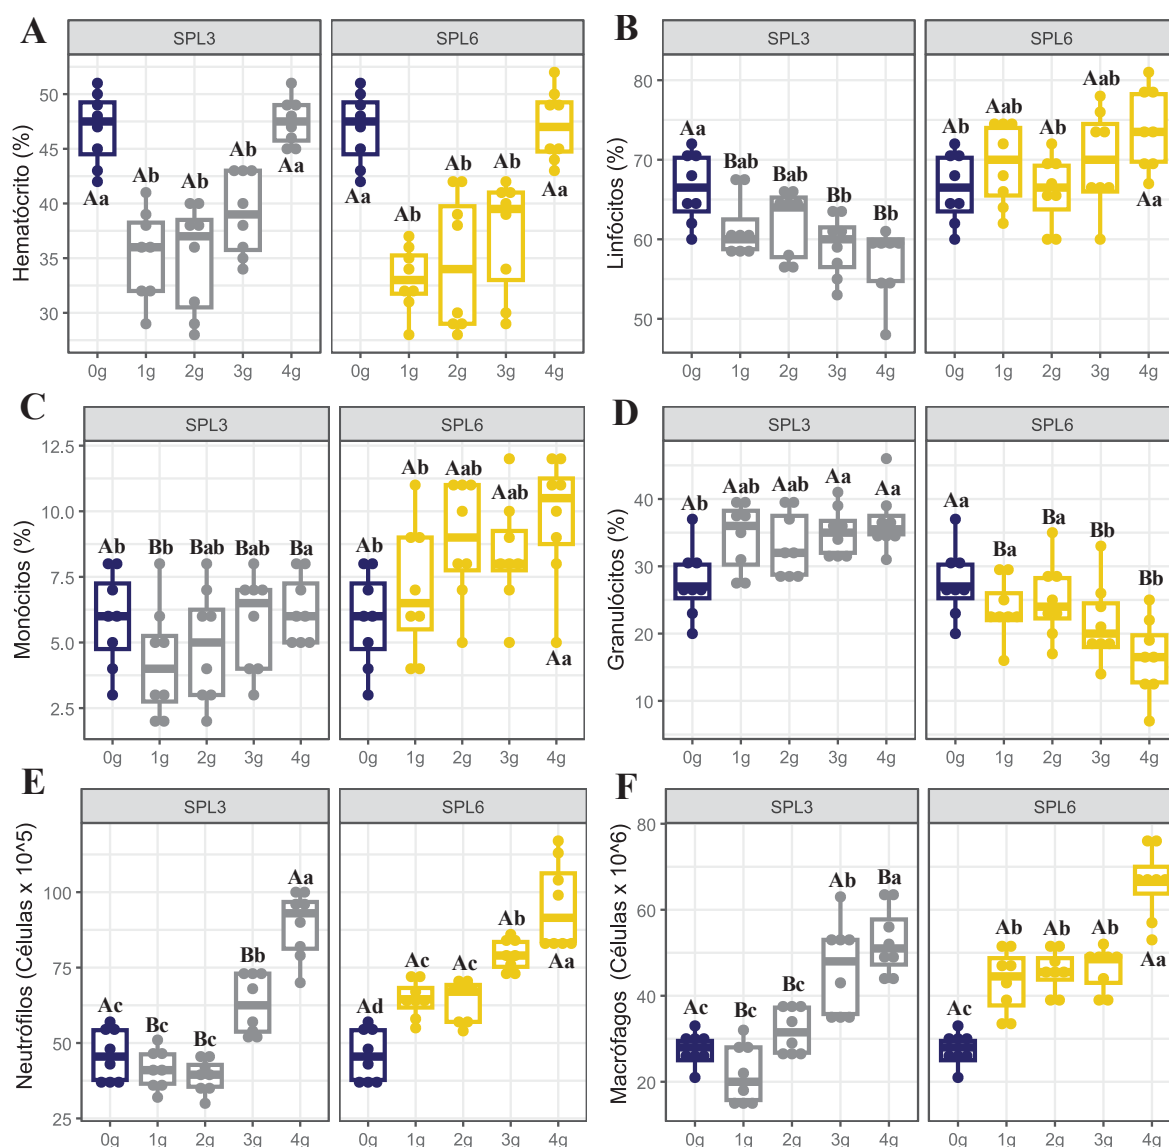 A
SPL3
SPL6
Hematócrito (%)
50
45
40
35
30
Aa
Ab
Ab
Ab
Aa
Aa
Ab
Ab
Ab
Aa
0g
1g
2g
3g
4g
0g
1g
2g
3g
4g
B
SPL3
SPL6
Linfócitos (%)
80
70
60
50
Aa
Bab
Bab
Bb
Bb
Ab
Aab
Ab
Aab
Aa
0g
1g
2g
3g
4g
0g
1g
2g
3g
4g
C
SPL3
SPL6
Monócitos (%)
12.5
10.0
7.5
5.0
2.5
Ab
Bb
Bab
Bab
Ba
Ab
Ab
Aab
Aab
Aa
0g
1g
2g
3g
4g
0g
1g
2g
3g
4g
D
SPL3
SPL6
Granulócitos (%)
40
30
20
10
Ab
Aab
Aab
Aa
Aa
Aa
Ba
Ba
Bb
Bb
0g
1g
2g
3g
4g
0g
1g
2g
3g
4g
E
SPL3
SPL6
Neutrófilos (Células x 10^5)
100
75
50
25
Ac
Bc
Bc
Bb
Aa
Ad
Ac
Ac
Ab
Aa
0g
1g
2g
3g
4g
0g
1g
2g
3g
4g
F
SPL3
SPL6
Macrófagos (Células x 10^6)
80
60
40
20
Ac
Bc
Bc
Ab
Ba
Ac
Ab
Ab
Ab
Aa
0g
1g
2g
3g
4g
0g
1g
2g
3g
4g